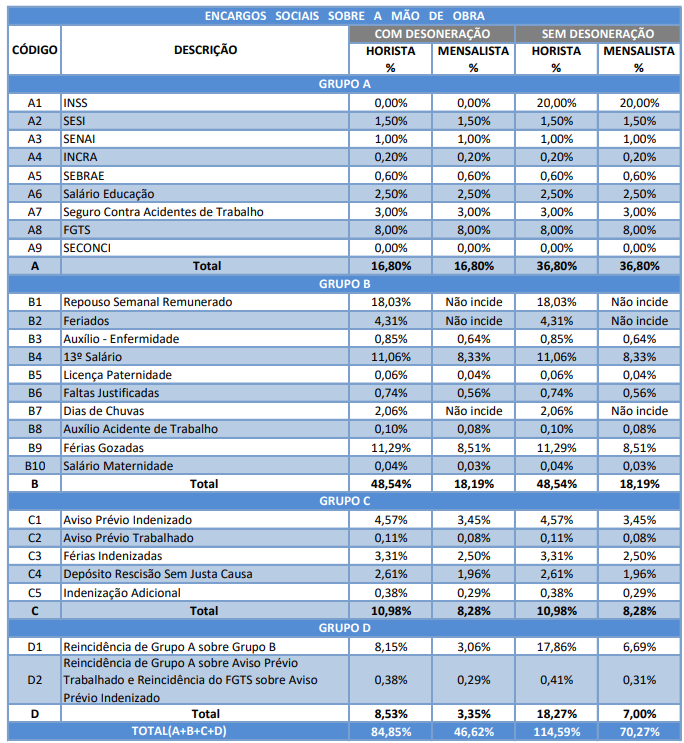 ENCARGOS SOCIAIS SOBRE A MÃO DE OBRA
CÓDIGO DESCRIÇÃO COM DESONERAÇÃO SEM DESONERAÇÃO
HORISTA % MENSALISTA % HORISTA % MENSALISTA %
GRUPO A
A1 INSS 0,00% 0,00% 20,00% 20,00%
A2 SESI 1,50% 1,50% 1,50% 1,50%
A3 SENAI 1,00% 1,00% 1,00% 1,00%
A4 INCRA 0,20% 0,20% 0,20% 0,20%
A5 SEBRAE 0,60% 0,60% 0,60% 0,60%
A6 Salário Educação 2,50% 2,50% 2,50% 2,50%
A7 Seguro Contra Acidentes de Trabalho 3,00% 3,00% 3,00% 3,00%
A8 FGTS 8,00% 8,00% 8,00% 8,00%
A9 SECONCI 0,00% 0,00% 0,00% 0,00%
A Total 16,80% 16,80% 36,80% 36,80%
GRUPO B
B1 Repouso Semanal Remunerado 18,03% Não incide 18,03% Não incide
B2 Feriados 4,31% Não incide 4,31% Não incide
B3 Auxílio - Enfermidade 0,85% 0,64% 0,85% 0,64%
B4 13º Salário 11,06% 8,33% 11,06% 8,33%
B5 Licença Paternidade 0,06% 0,04% 0,06% 0,04%
B6 Faltas Justificadas 0,74% 0,56% 0,74% 0,56%
B7 Dias de Chuvas 2,06% Não incide 2,06% Não incide
B8 Auxílio Acidente de Trabalho 0,10% 0,08% 0,10% 0,08%
B9 Férias Gozadas 11,29% 8,51% 11,29% 8,51%
B10 Salário Maternidade 0,04% 0,03% 0,04% 0,03%
B Total 48,54% 18,19% 48,54% 18,19%
GRUPO C
C1 Aviso Prévio Indenizado 4,57% 3,45% 4,57% 3,45%
C2 Aviso Prévio Trabalhado 0,11% 0,08% 0,11% 0,08%
C3 Férias Indenizadas 3,31% 2,50% 3,31% 2,50%
C4 Depósito Rescisão Sem Justa Causa 2,61% 1,96% 2,61% 1,96%
C5 Indenização Adicional 0,38% 0,29% 0,38% 0,29%
C Total 10,98% 8,28% 10,98% 8,28%
GRUPO D
D1 Reincidência de Grupo A sobre Grupo B 8,15% 3,06% 17,86% 6,69%
Reincidência de Grupo A sobre Aviso Prévio
D2 Trabalhado e Reincidência do FGTS sobre Aviso 0,38% 0,29% 0,41% 0,31%
Prévio Indenizado
D Total 8,53% 3,35% 18,27% 7,00%
TOTAL(A+B+C+D) 84,85% 46,62% 114,59% 70,27%